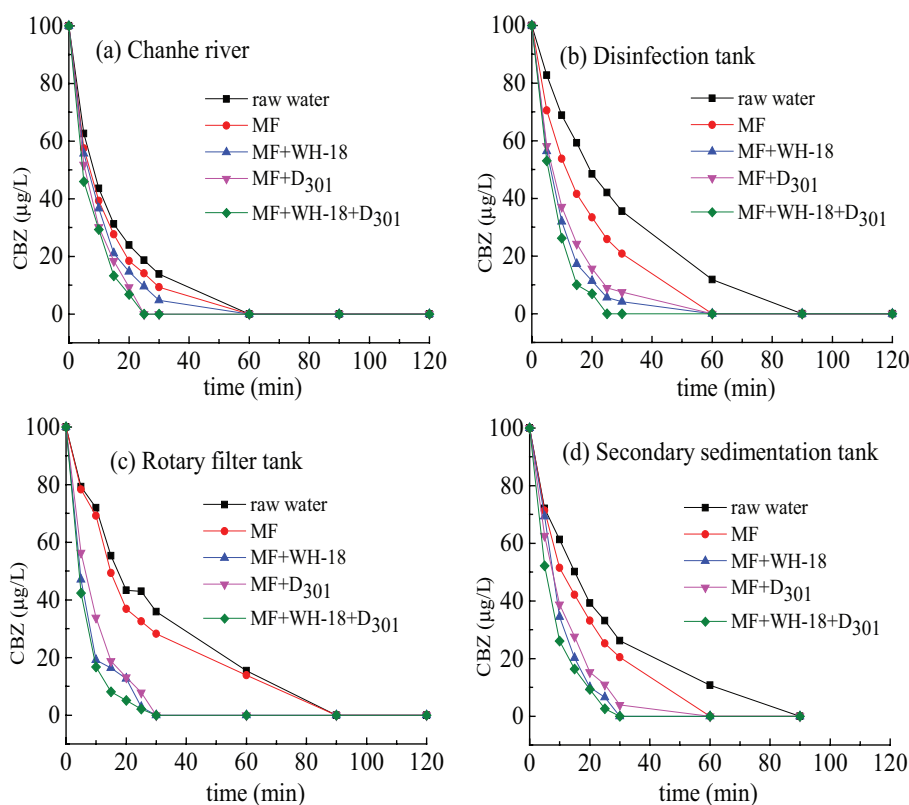 (a) Chanhe river
raw water
MF
MF+WH-18
MF+D301
MF+WH-18+D301
CBZ (µg/L)
100
80
60
40
20
0
0 20 40 60 80 100 120
time (min)
(b) Disinfection tank
raw water
MF
MF+WH-18
MF+D301
MF+WH-18+D301
CBZ (µg/L)
100
80
60
40
20
0
0 20 40 60 80 100 120
time (min)
(c) Rotary filter tank
raw water
MF
MF+WH-18
MF+D301
MF+WH-18+D301
CBZ (µg/L)
100
80
60
40
20
0
0 20 40 60 80 100 120
time (min)
(d) Secondary sedimentation tank
raw water
MF
MF+WH-18
MF+D301
MF+WH-18+D301
CBZ (µg/L)
100
80
60
40
20
0
0 20 40 60 80 100 120
time (min)